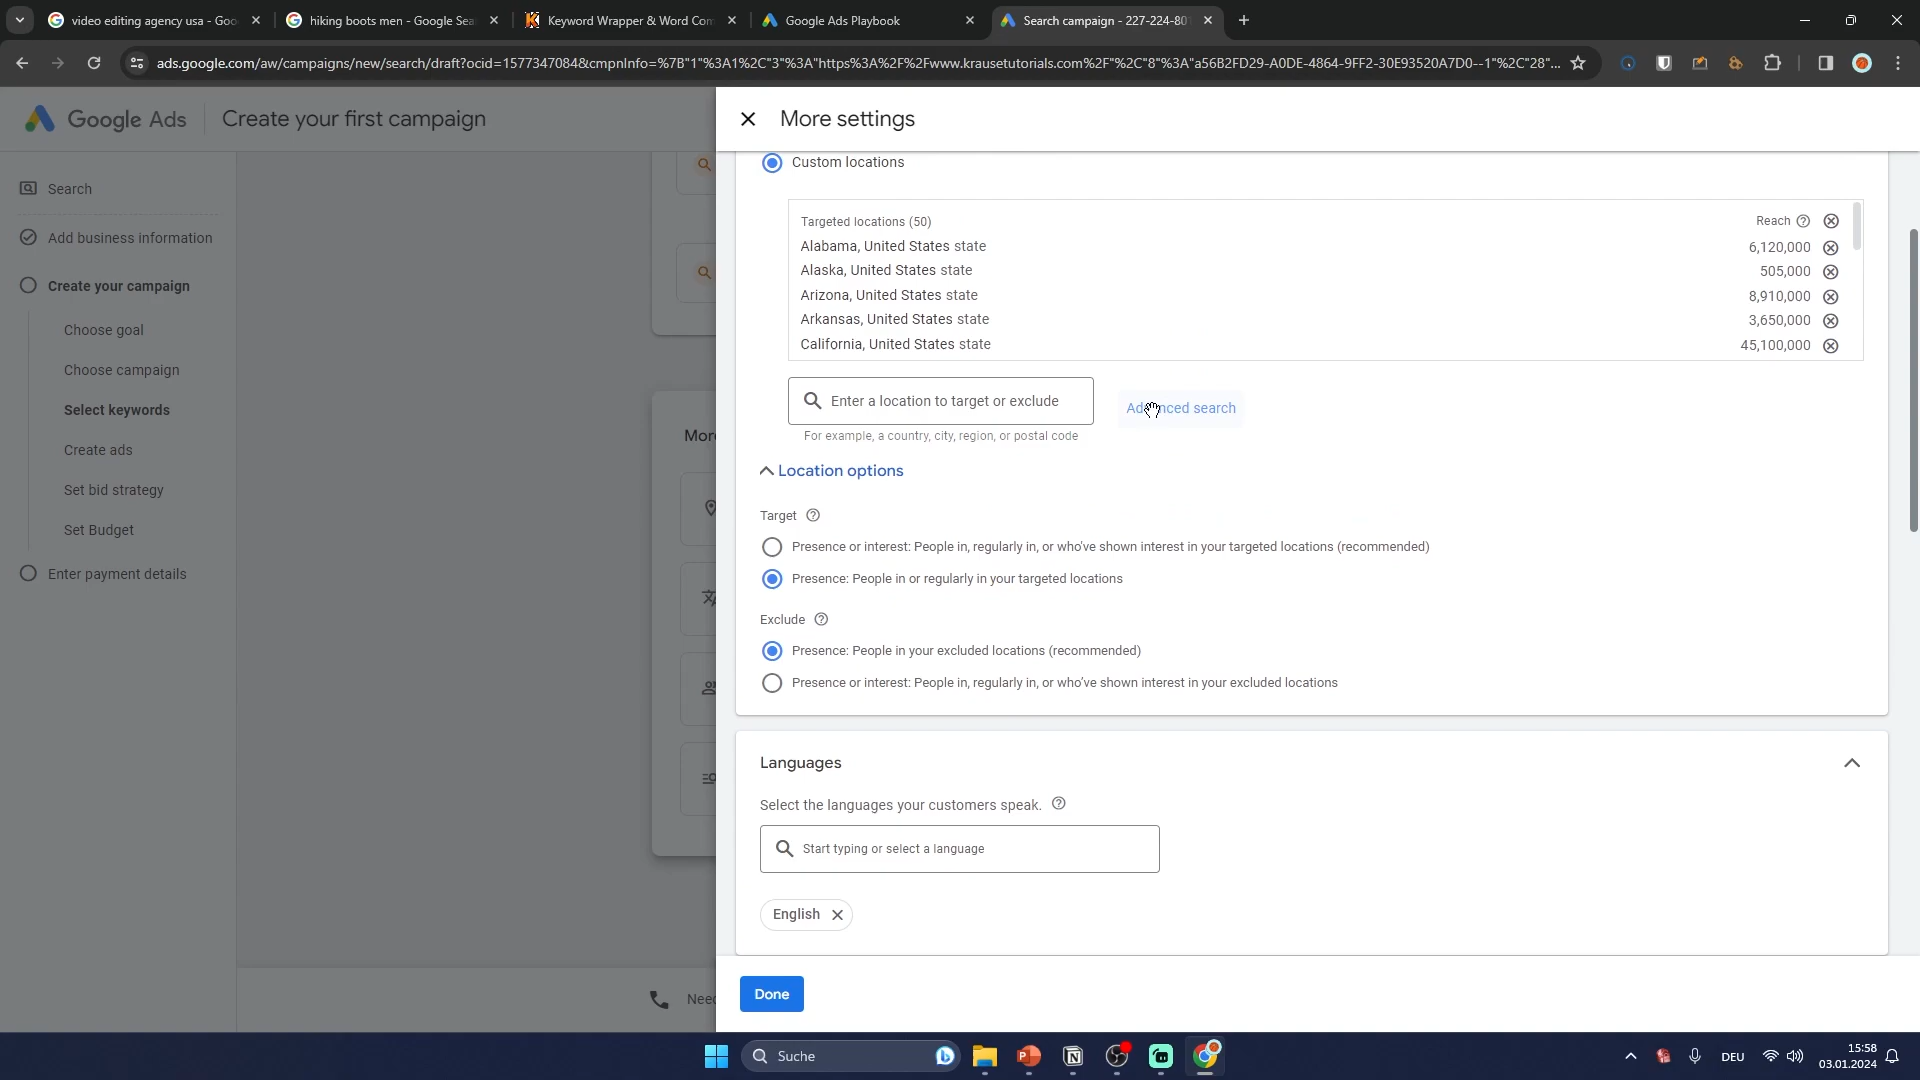 video editing agency usa - Goo
hiking boots men - Google Sea
Keyword Wrapper & Word Com
Google Ads Playbook
Search campaign - 227-224-801
ads.google.com/aw/campaigns/new/search/draft?ocid=1577347084&cmpnInfo=%7B"1"%3A1%2C"3"%3A"https%3A%2F%2Fwww.krausetutorials.com%2F"%2C"8"%3A"a56B2FD29-A0DE-4864-9FF2-30E93520A7D0--1"%2C"28"...
Google Ads
Create your first campaign
More settings
Search
Add business information
Create your campaign
Choose goal
Choose campaign
Select keywords
Create ads
Set bid strategy
Set Budget
Enter payment details
More
Need
Custom locations
Targeted locations (50)
Reach
Alabama, United States state
6,120,000
Alaska, United States state
505,000
Arizona, United States state
8,910,000
Arkansas, United States state
3,650,000
California, United States state
45,100,000
Enter a location to target or exclude
Advanced search
For example, a country, city, region, or postal code
Location options
Target
Presence or interest: People in, regularly in, or who've shown interest in your targeted locations (recommended)
Presence: People in or regularly in your targeted locations
Exclude
Presence: People in your excluded locations (recommended)
Presence or interest: People in, regularly in, or who've shown interest in your excluded locations
Languages
Select the languages your customers speak.
Start typing or select a language
English
Done
Suche
DEU
15:58
03.01.2024